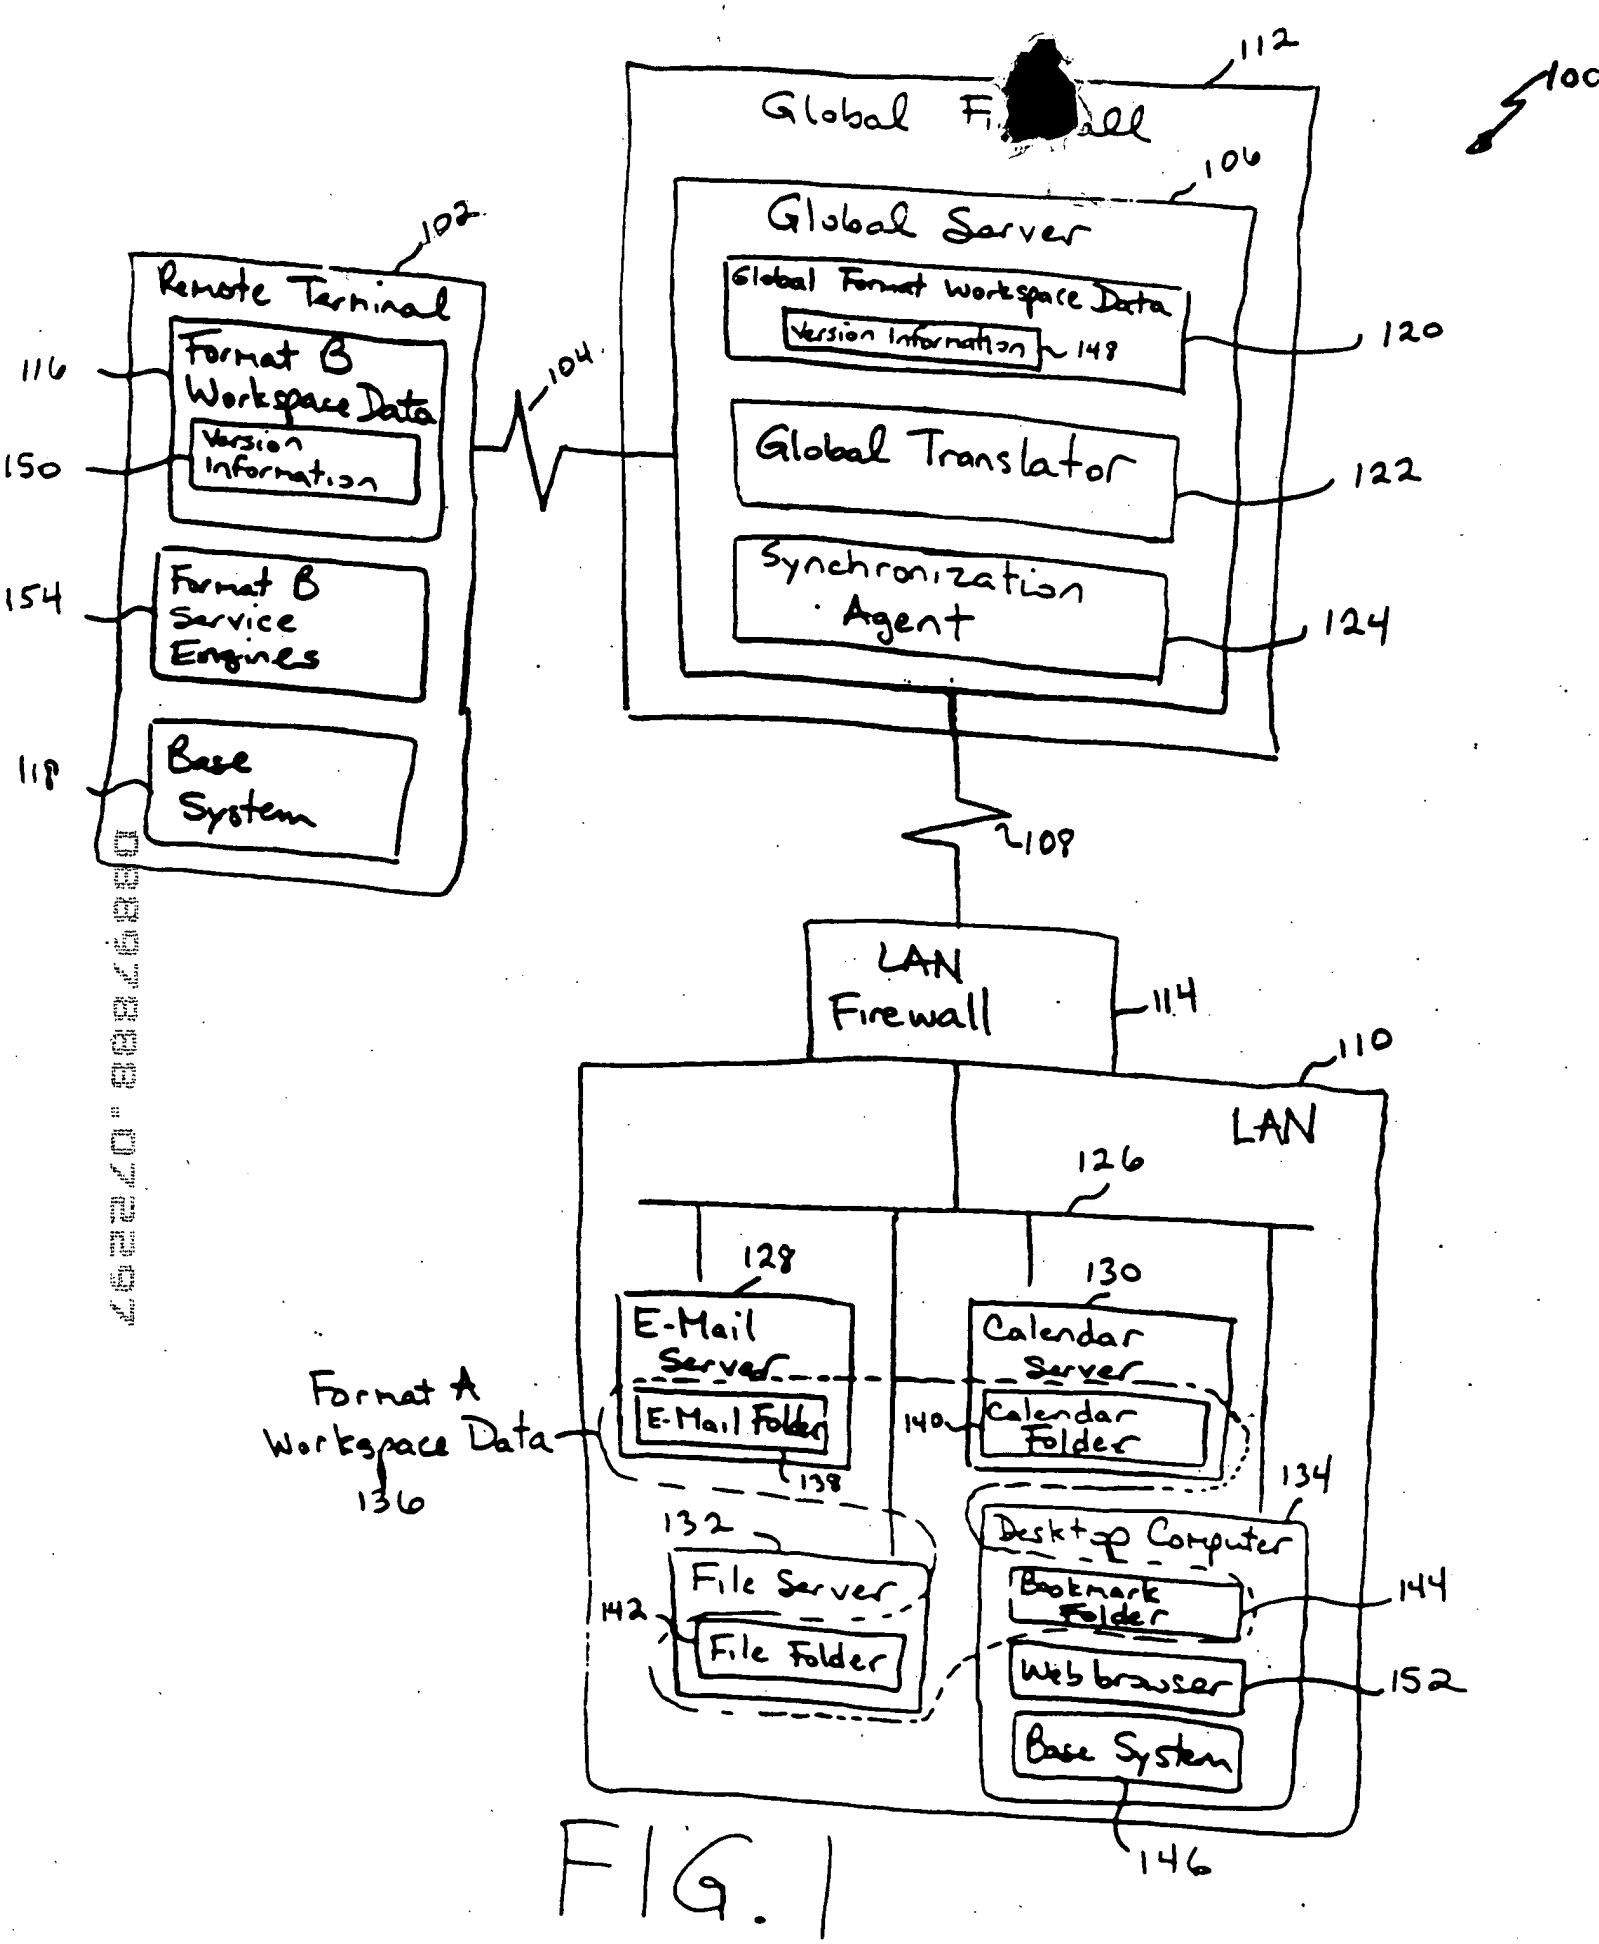 112
100
Global Fi all
106
Global Server
102
Remote Terminal
Global Format Workspace Data
Version Information
148
120
116
Format B
Workspace Data
104
150
Version
Information
Global Translator
122
154
Format B
Service
Engines
Synchronization
Agent
124
118
Base
System
108
LAN
Firewall
114
110
LAN
08897888.072297
126
128
130
E-Mail
Server
Calendar
Server
Format A
Workspace Data
136
E-Mail Folder
138
140
Calendar
Folder
134
132
Desktop Computer
File Server
Bookmark
Folder
144
142
File Folder
Web browser
152
Base System
146
FIG. 1